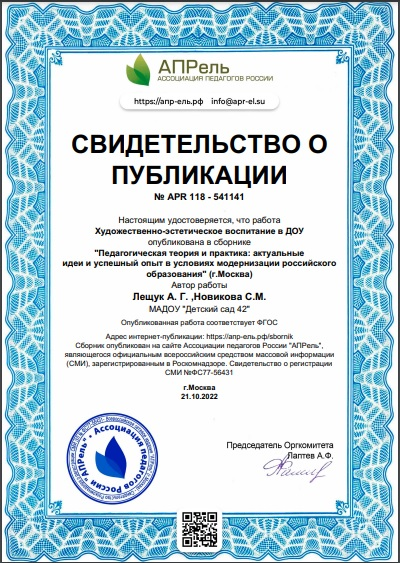 АПРель
АССОЦИАЦИЯ ПЕДАГОГОВ РОССИИ
https://апр-ель.рф info@apr-el.su
СВИДЕТЕЛЬСТВО О
ПУБЛИКАЦИИ
№ APR 118 - 541141
Настоящим удостоверяется, что работа
Художественно-эстетическое воспитание в ДОУ
опубликована в сборнике
"Педагогическая теория и практика: актуальные
идеи и успешный опыт в условиях модернизации российского
образования" (г.Москва)
Автор работы
Лещук А. Г. ,Новикова С.М.
МАДОУ "Детский сад 42"
Опубликованная работа соответствует ФГОС
Адрес интернет-публикации: https://апр-ель.рф/sbornik
Сборник опубликован на сайте Ассоциации педагогов России "АПРель",
являющегося официальным всероссийским средством массовой информации
(СМИ), зарегистрированным в Роскомнадзоре. Свидетельство о регистрации
СМИ №ФС77-56431
г.Москва
21.10.2022
Председатель Оргкомитета
Лаптев А.Ф.
Ассоциация педагогов России "АПРель"